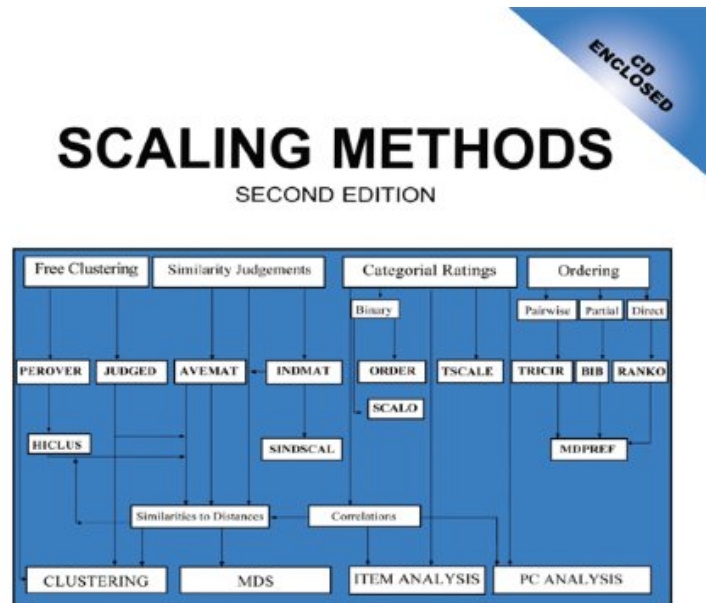 CD
ENCLOSED
SCALING METHODS
SECOND EDITION
Free Clustering
Similarity Judgements
Categorial Ratings
Ordering
Binary
Pairwise
Partial
Direct
PEROVER
JUDGED
AVEMAT
INDMAT
ORDER
TSCALE
TRICIR
BIB
RANKO
SCALO
HICLUS
SINDSCAL
MDPREF
Similarities to Distances
Correlations
CLUSTERING
MDS
ITEM ANALYSIS
PC ANALYSIS